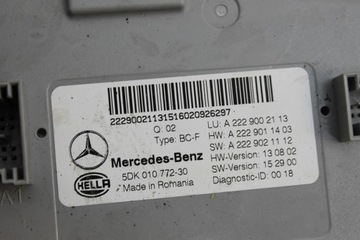 2229002113151602092​6297
Q: 02 LU: A 222 900 21 13
Type: BC-F HW: A 222 901 14 03
SW: A 222 902 11 12
Mercedes-Benz HW-Version: 13 08 02
5DK 010 772-30 SW-Version: 15 29 00
HELLA Made in Romania Diagnostic-ID: 00 18